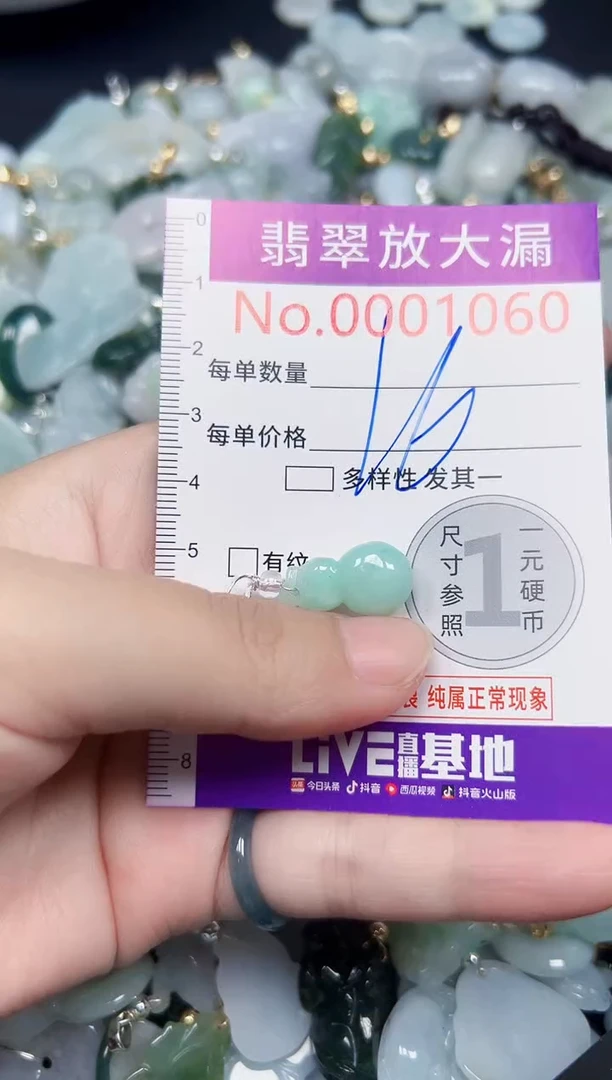 翡翠放大漏
No.0001060
每单数量
每单价格
16
多样性 发其一
有纹
尺寸参照
1
一元硬币
纯属正常现象
LIVE直播基地
头条 今日头条 抖音 西瓜视频 抖音火山版
0
1
2
3
4
5
8